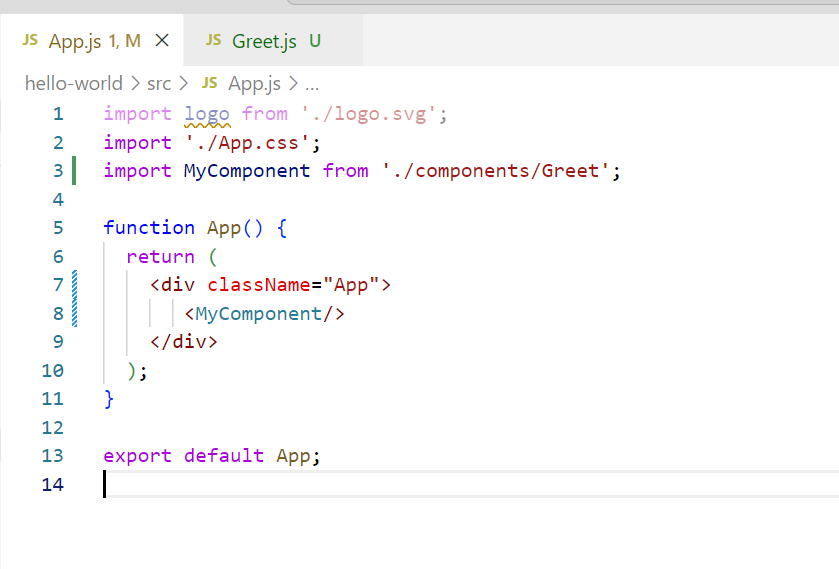 JS App.js 1, M × JS Greet.js U
hello-world > src > JS App.js > ...
1 import logo from './logo.svg';
2 import './App.css';
3 import MyComponent from './components/Greet';
4
5 function App() {
6 return (
7 <div className="App">
8 <MyComponent/>
9 </div>
10 );
11 }
12
13 export default App;
14